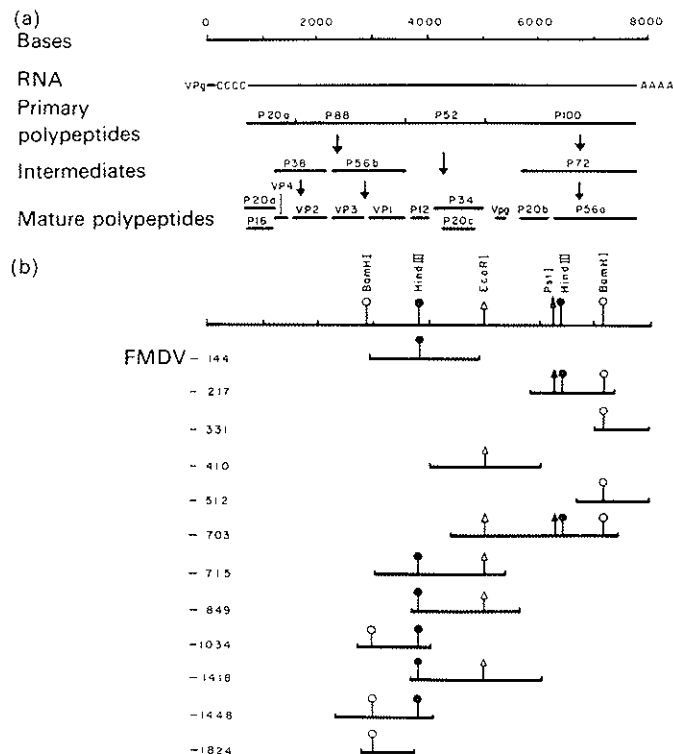 (a)
0 2000 4000 6000 8000
Bases
RNA
VPg CCCC AAAA
Primary polypeptides
P20a P88 P52 P100
Intermediates
P38 P56b P72
Mature polypeptides
P20a VP4 P34
P16 VP2 VP3 VP1 P12 P20c Vpg P20b P56a
(b)
BamHI HindIII EcoRI PstI HindIII BamHI
FMDV - 144
- 217
- 331
- 410
- 512
- 703
- 715
- 849
- 1034
- 1418
- 1448
- 1824